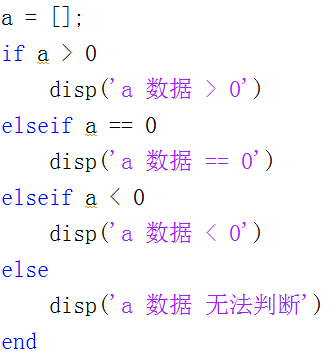 a = [];
if a > 0
    disp('a 数据 > 0')
elseif a == 0
    disp('a 数据 == 0')
elseif a < 0
    disp('a 数据 < 0')
else
    disp('a 数据 无法判断')
end